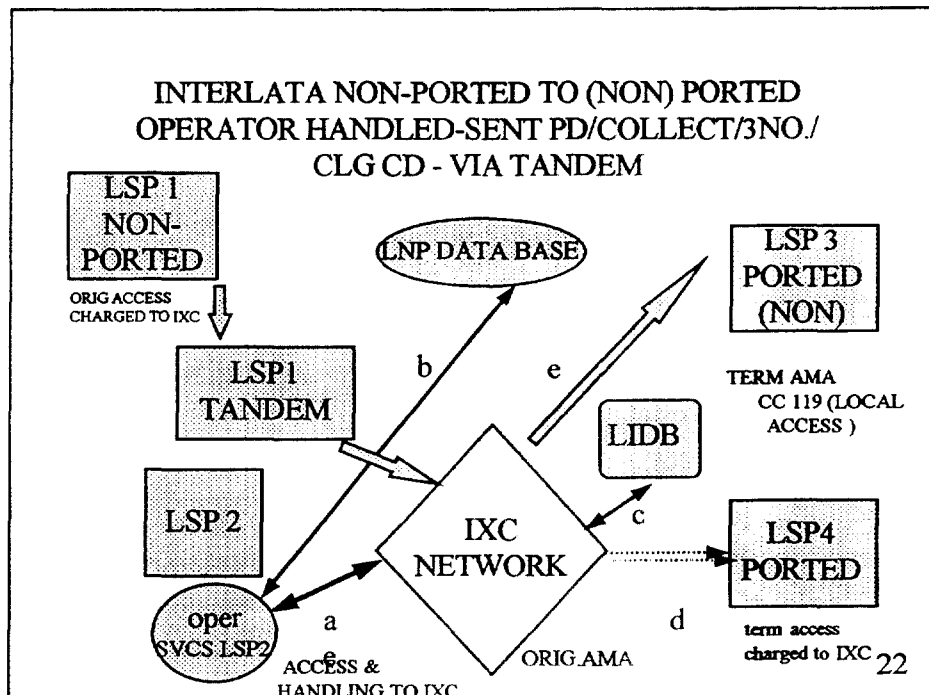 INTERLATA NON-PORTED TO (NON) PORTED
OPERATOR HANDLED-SENT PD/COLLECT/3NO./
CLG CD - VIA TANDEM
LSP 1
NON-
PORTED
ORIG ACCESS
CHARGED TO IXC
LNP DATA BASE
LSP 3
PORTED
(NON)
LSP1
TANDEM
b
e
TERM AMA
CC 119 (LOCAL
ACCESS )
LIDB
c
LSP 2
IXC
NETWORK
LSP4
PORTED
oper
SVCS LSP2
a
e
d
ACCESS &
HANDLING TO IXC
ORIG.AMA
term access
charged to IXC
22